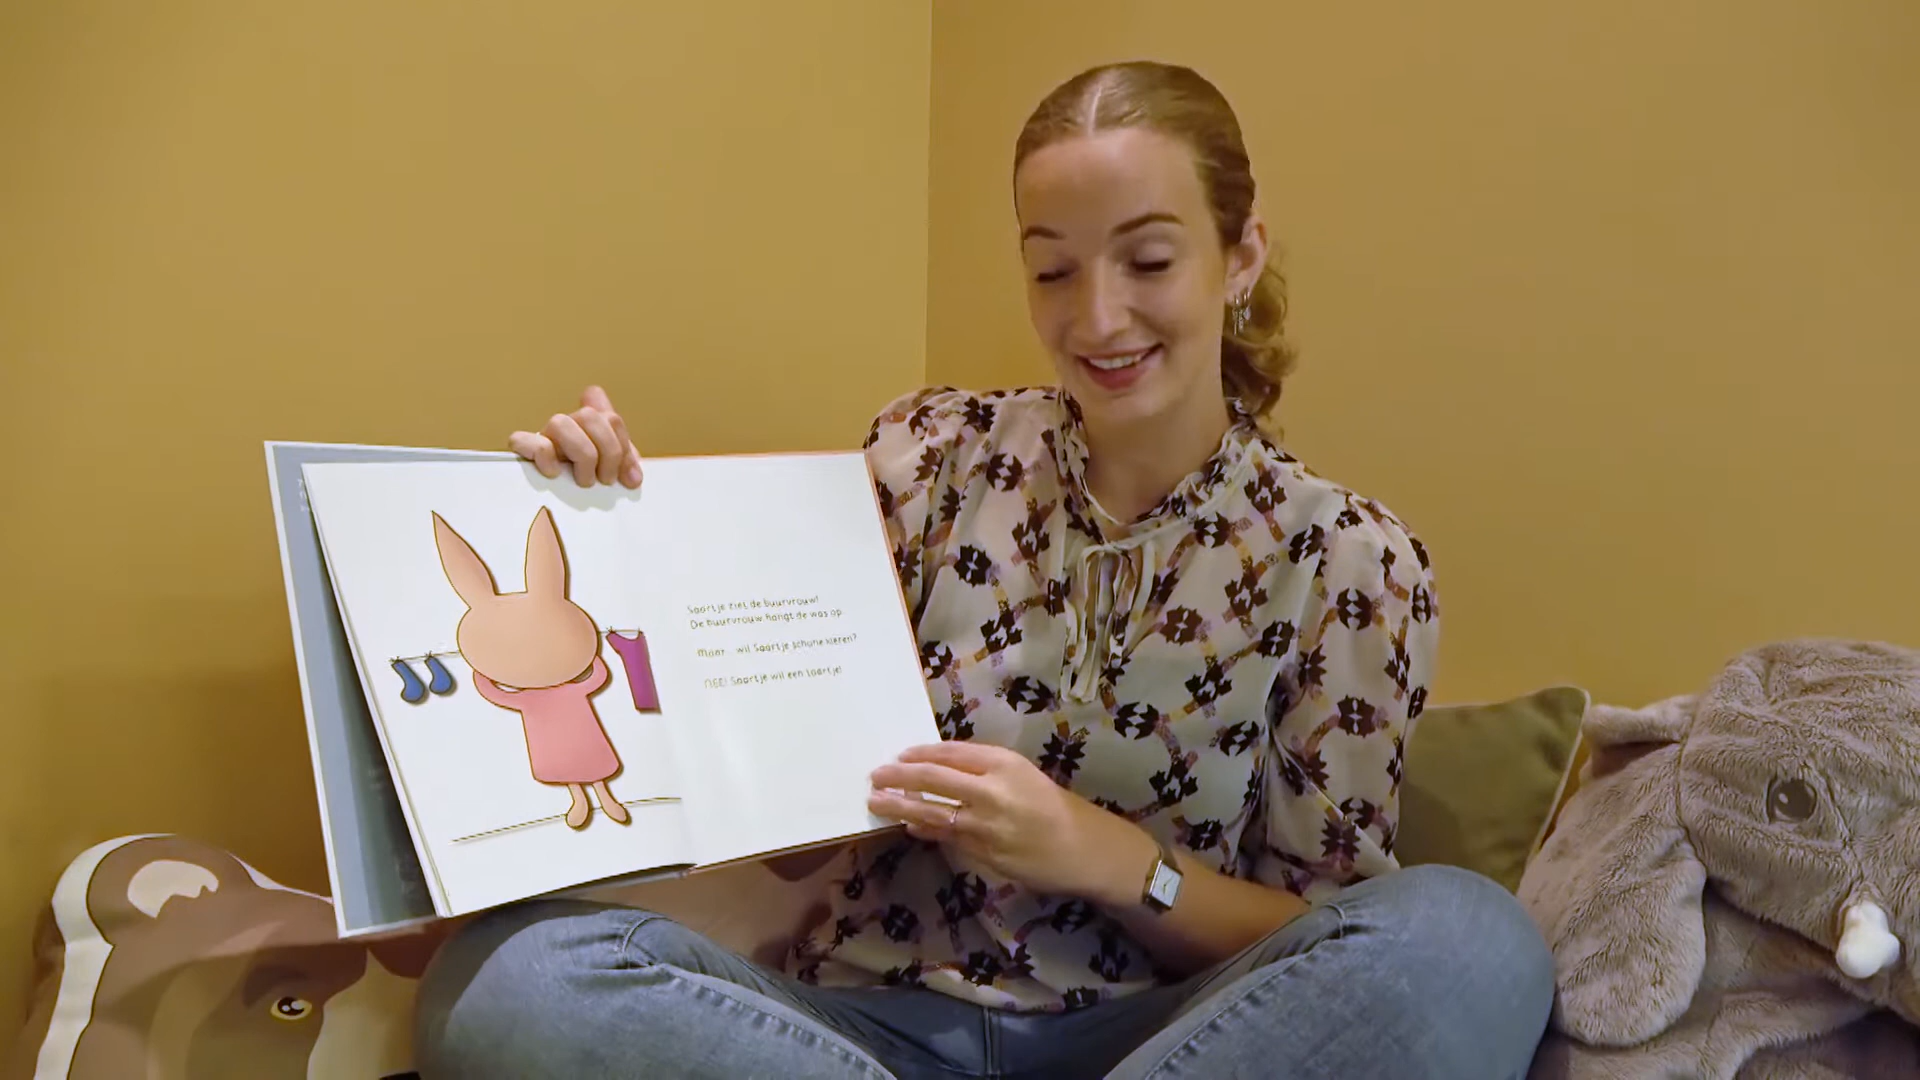 Saartje ziet de buurvrouw!
De buurvrouw hangt de was op.
Maar... wil Saartje schone kleren?
NEE! Saartje wil een taartje!